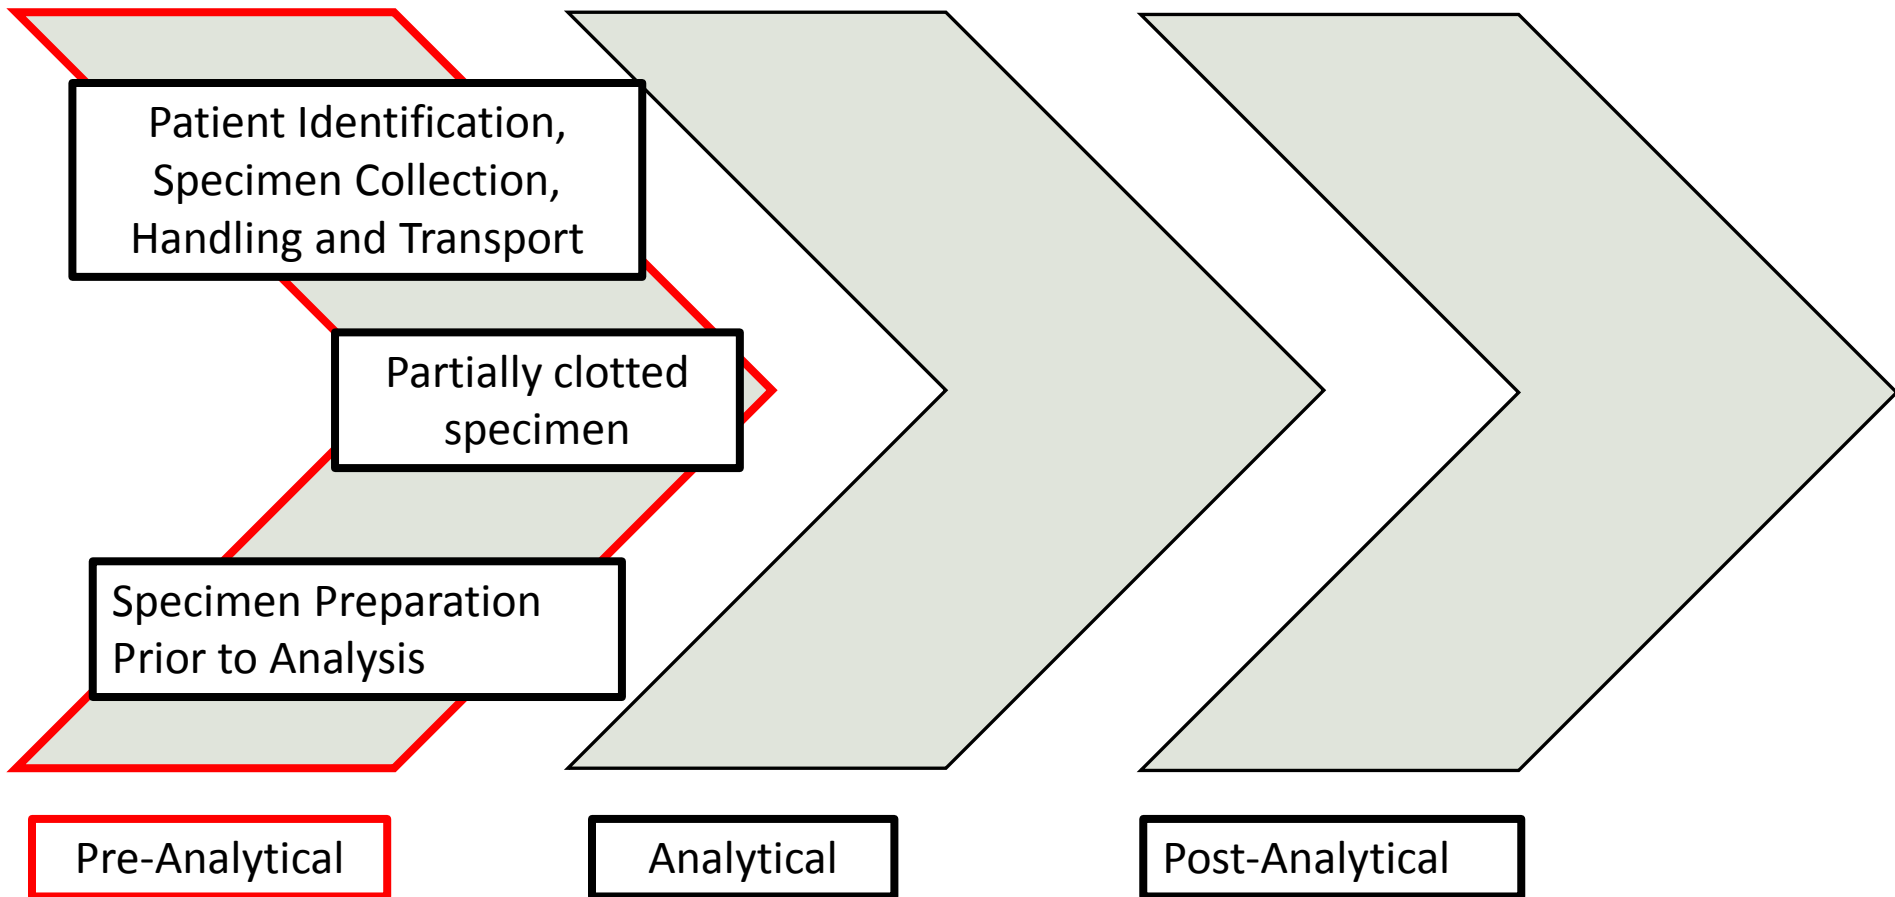 Patient Identification,
Specimen Collection,
Handling and Transport
Partially clotted
specimen
Specimen Preparation
Prior to Analysis
Pre-Analytical
Analytical
Post-Analytical